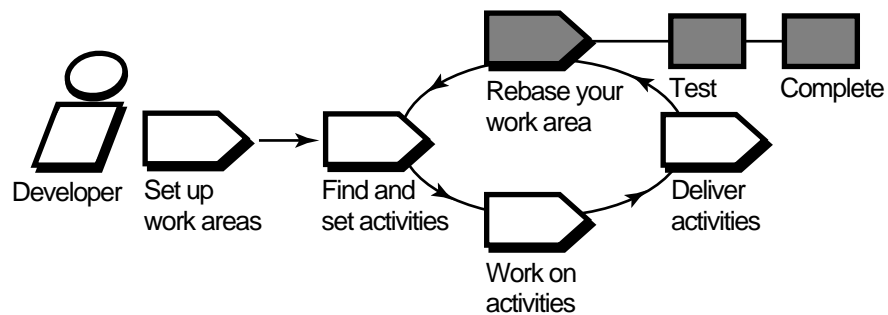 Rebase your
work area
Test
Complete
Developer
Set up
work areas
Find and
set activities
Deliver
activities
Work on
activities